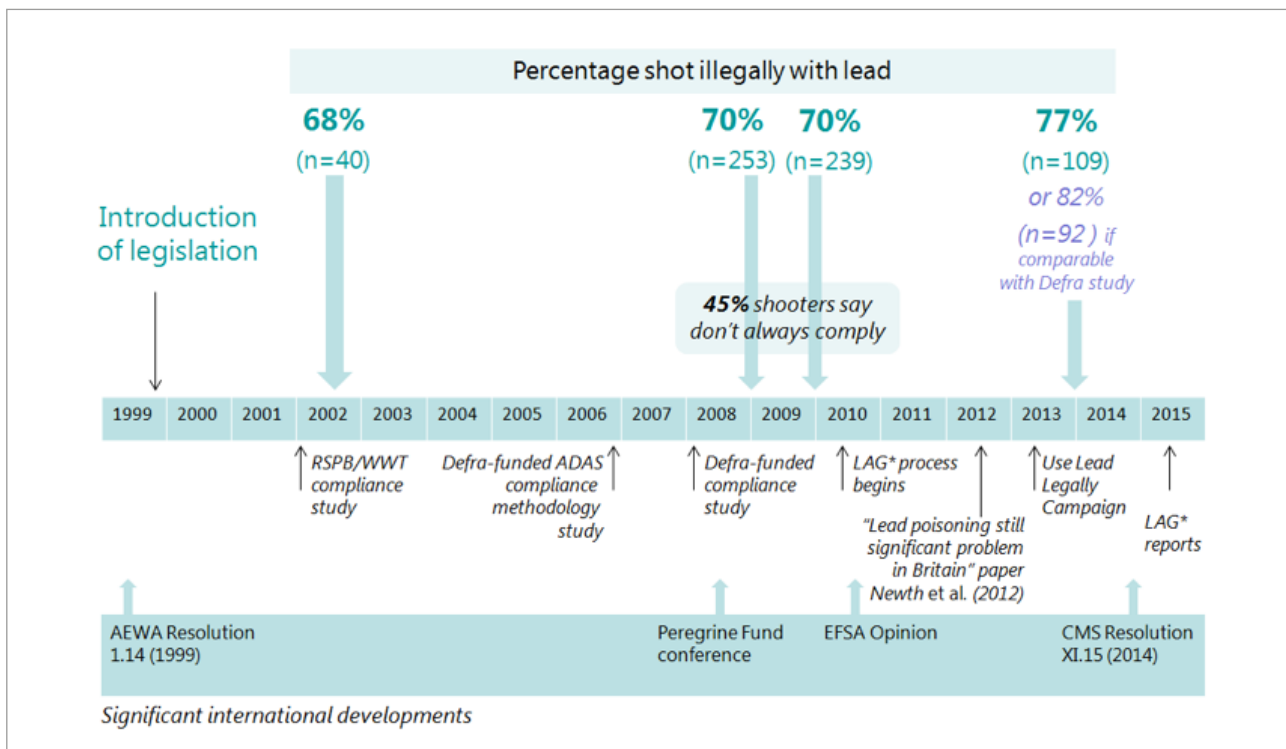 Percentage shot illegally with lead
68%
(n=40)
70%
(n=253)
70%
(n=239)
77%
(n=109)
or 82%
(n=92 ) if
comparable
with Defra study
Introduction
of legislation
45% shooters say
don't always comply
1999 2000 2001 2002 2003 2004 2005 2006 2007 2008 2009 2010 2011 2012 2013 2014 2015
RSPB/WWT
compliance
study
Defra-funded ADAS
compliance
methodology
study
Defra-funded
compliance
study
LAG* process
begins
"Lead poisoning still
significant problem
in Britain" paper
Newth et al. (2012)
Use Lead
Legally
Campaign
LAG*
reports
AEWA Resolution
1.14 (1999)
Peregrine Fund
conference
EFSA Opinion
CMS Resolution
XI.15 (2014)
Significant international developments